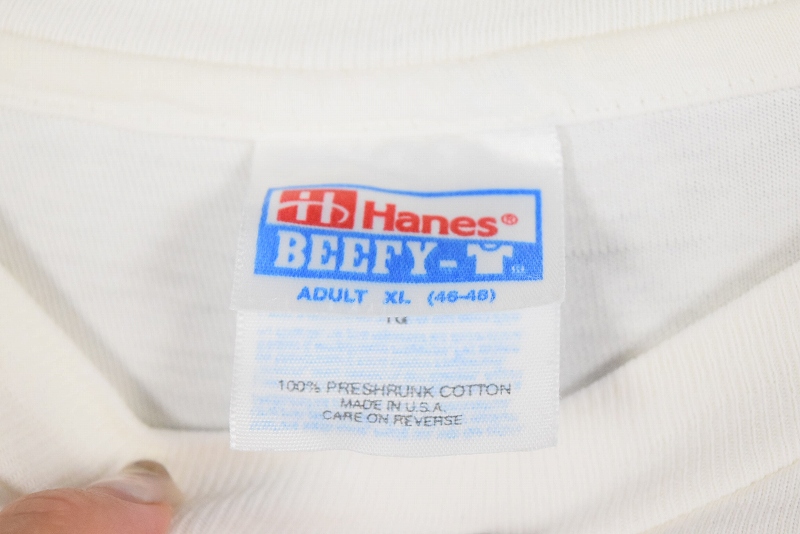 Hanes®
BEEFY-T
ADULT XL (46-48)
100% PRESHRUNK COTTON
MADE IN U.S.A.
CARE ON REVERSE